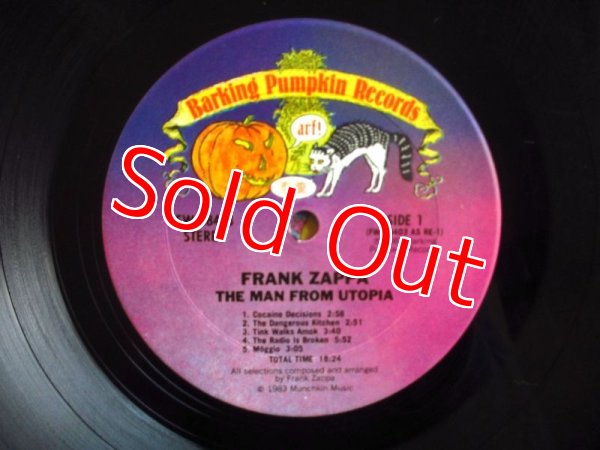 Barking Pumpkin Records
arf!
STEREO
SIDE 1
FRANK ZAPPA
THE MAN FROM UTOPIA
1. Cocaine Decisions 2:56
2. The Dangerous Kitchen 2:51
3. Tink Walks Amok 3:40
4. The Radio Is Broken 5:52
5. Möggio 3:05
TOTAL TIME 18:24
All selections composed and arranged
by Frank Zappa
© 1983 Munchkin Music
Sold Out